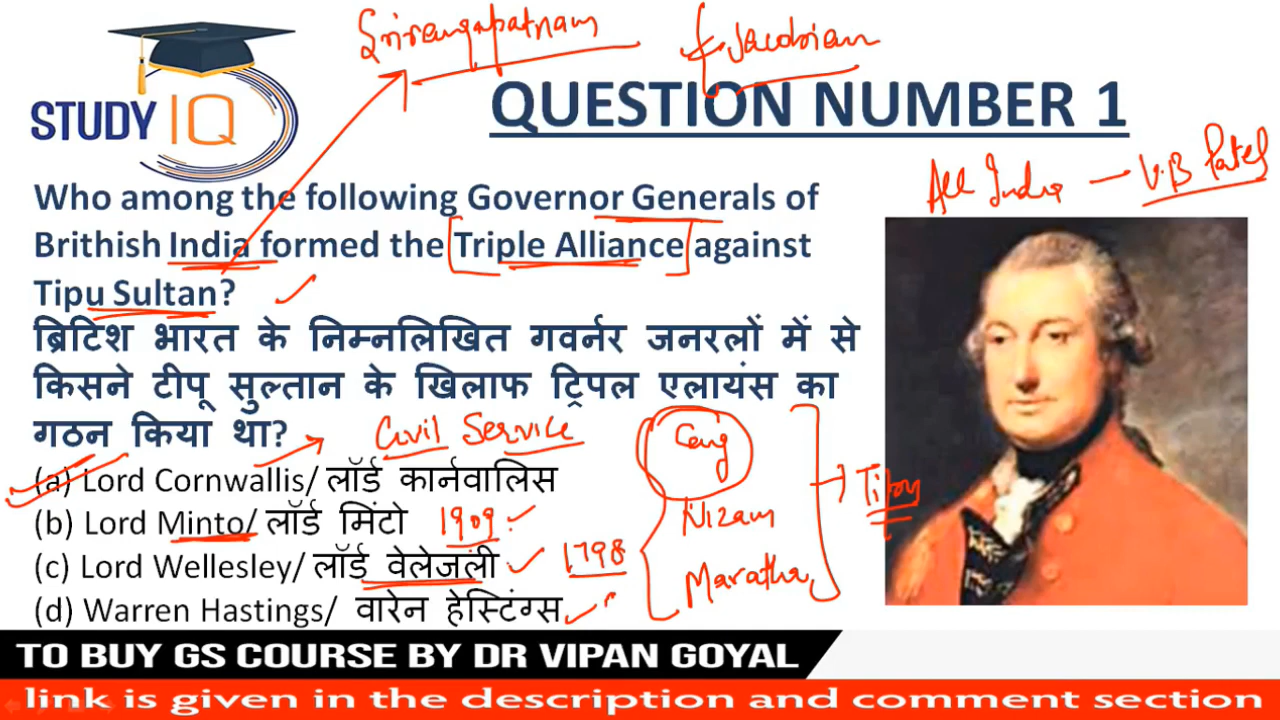 Srirangapatnam
Jacobian
STUDY IQ
QUESTION NUMBER 1
All India — V.B Patel
Who among the following Governor Generals of
Brithish India formed the [Triple Alliance] against
Tipu Sultan?
ब्रिटिश भारत के निम्नलिखित गवर्नर जनरलों में से
किसने टीपू सुल्तान के खिलाफ ट्रिपल एलायंस का
गठन किया था?
Civil Service
(a) Lord Cornwallis/ लॉर्ड कार्नवालिस
(b) Lord Minto/ लॉर्ड मिंटो 1909
(c) Lord Wellesley/ लॉर्ड वेलेजली 1798
(d) Warren Hastings/ वारेन हेस्टिंग्स
Nizam
Maratha
TO BUY GS COURSE BY DR VIPAN GOYAL
link is given in the description and comment section